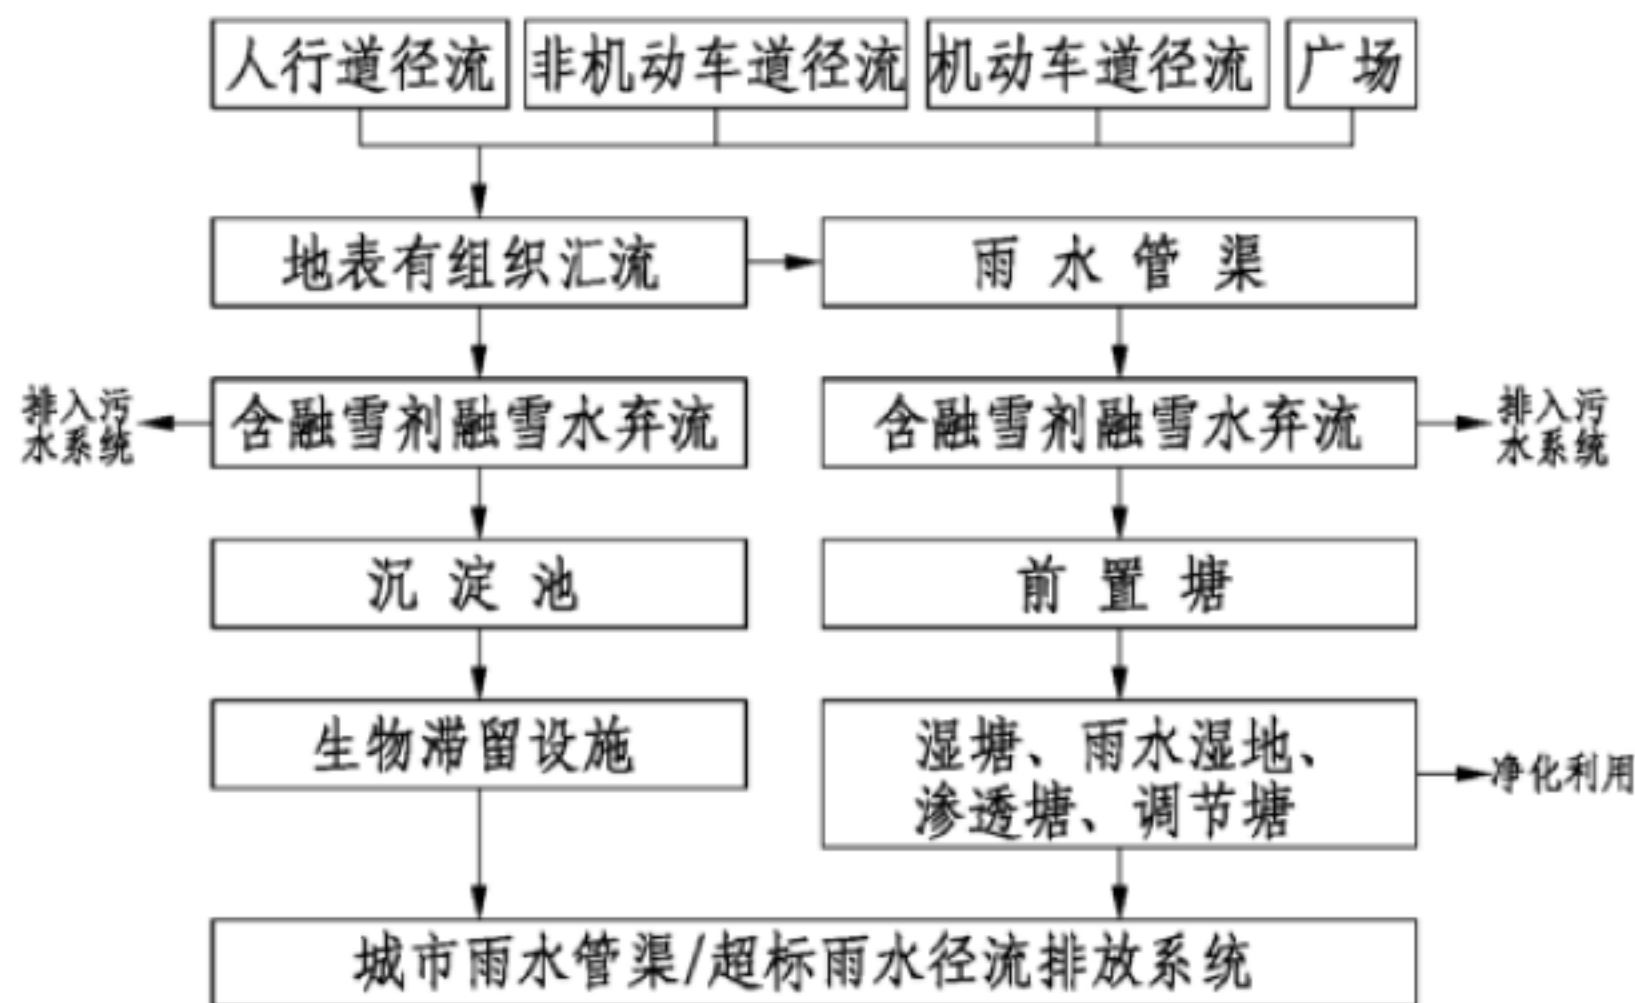 人行道径流
非机动车道径流
机动车道径流
广场
地表有组织汇流
雨水管渠
排入污
水系统
含融雪剂融雪水弃流
含融雪剂融雪水弃流
排入污
水系统
沉淀池
前置塘
生物滞留设施
湿塘、雨水湿地、
渗透塘、调节塘
净化利用
城市雨水管渠/超标雨水径流排放系统